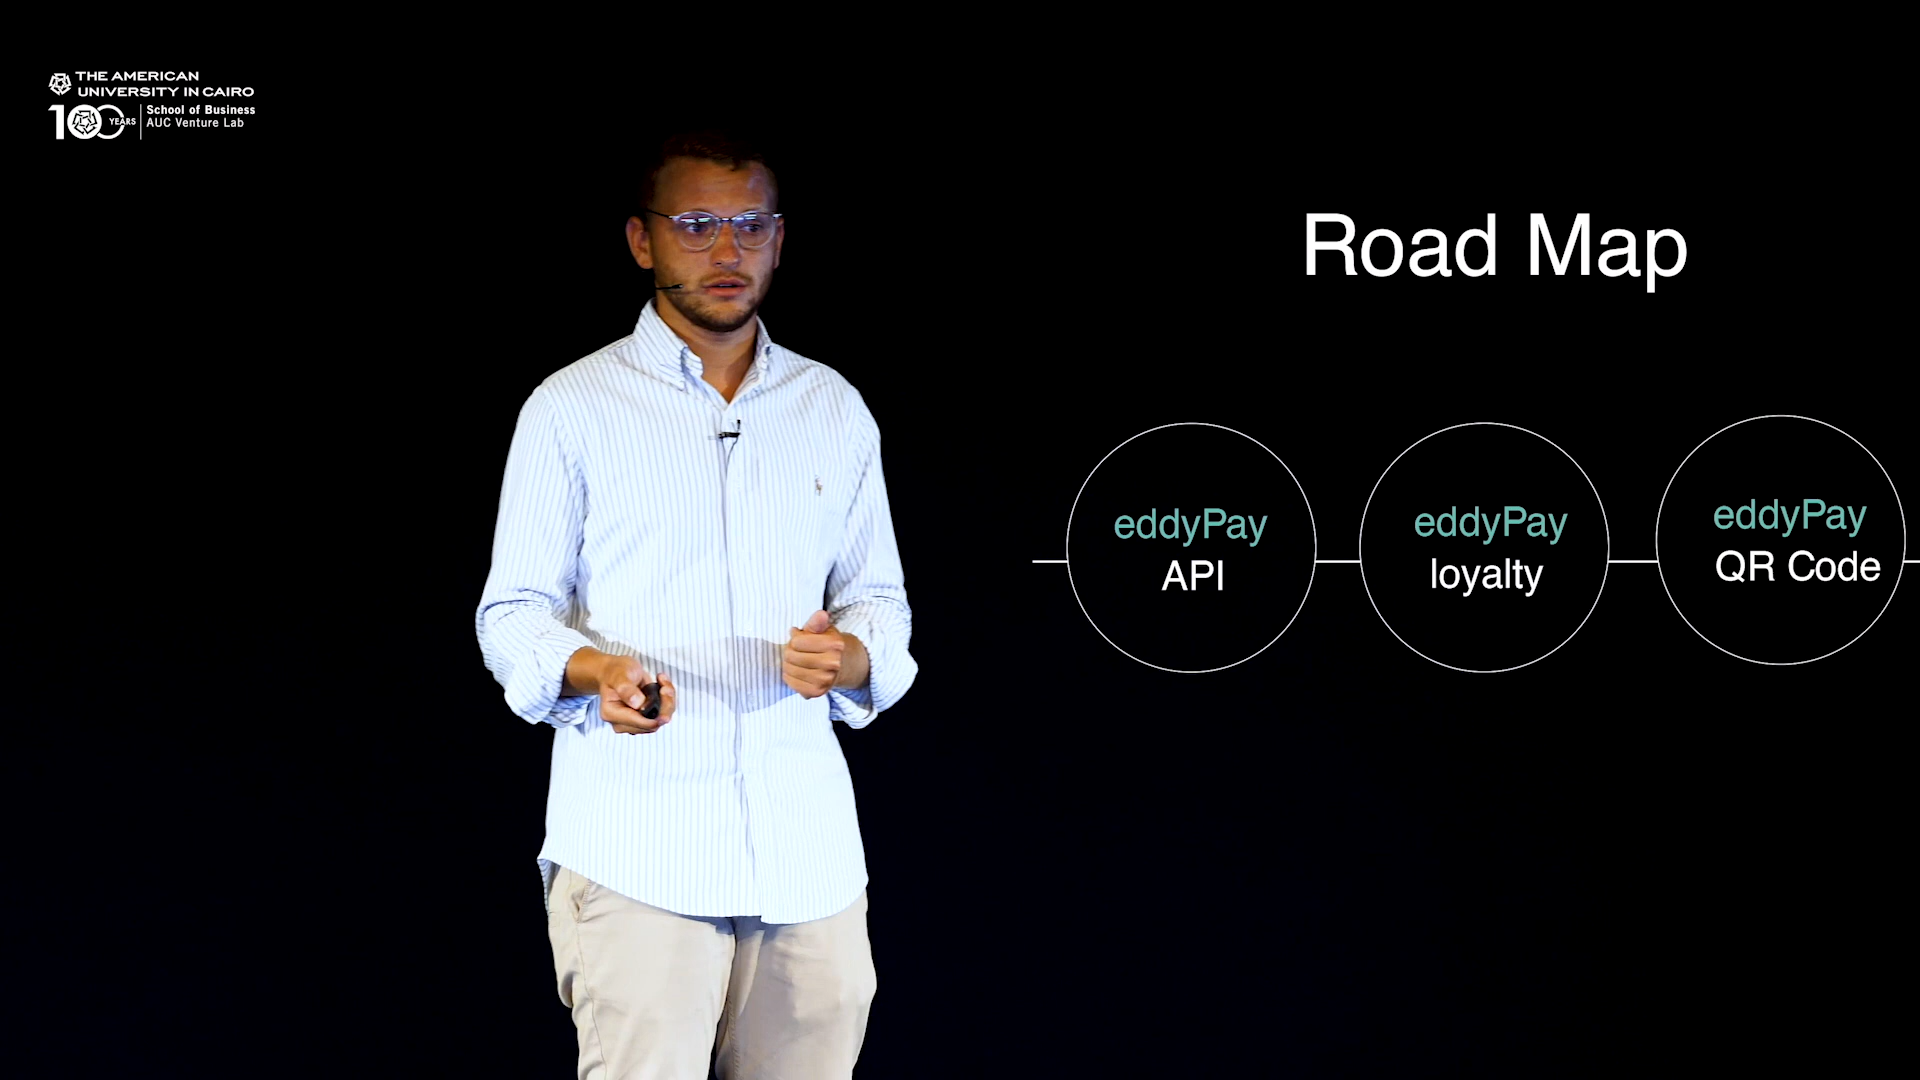 THE AMERICAN
UNIVERSITY IN CAIRO
100 YEARS
School of Business
AUC Venture Lab
Road Map
eddyPay
API
eddyPay
loyalty
eddyPay
QR Code